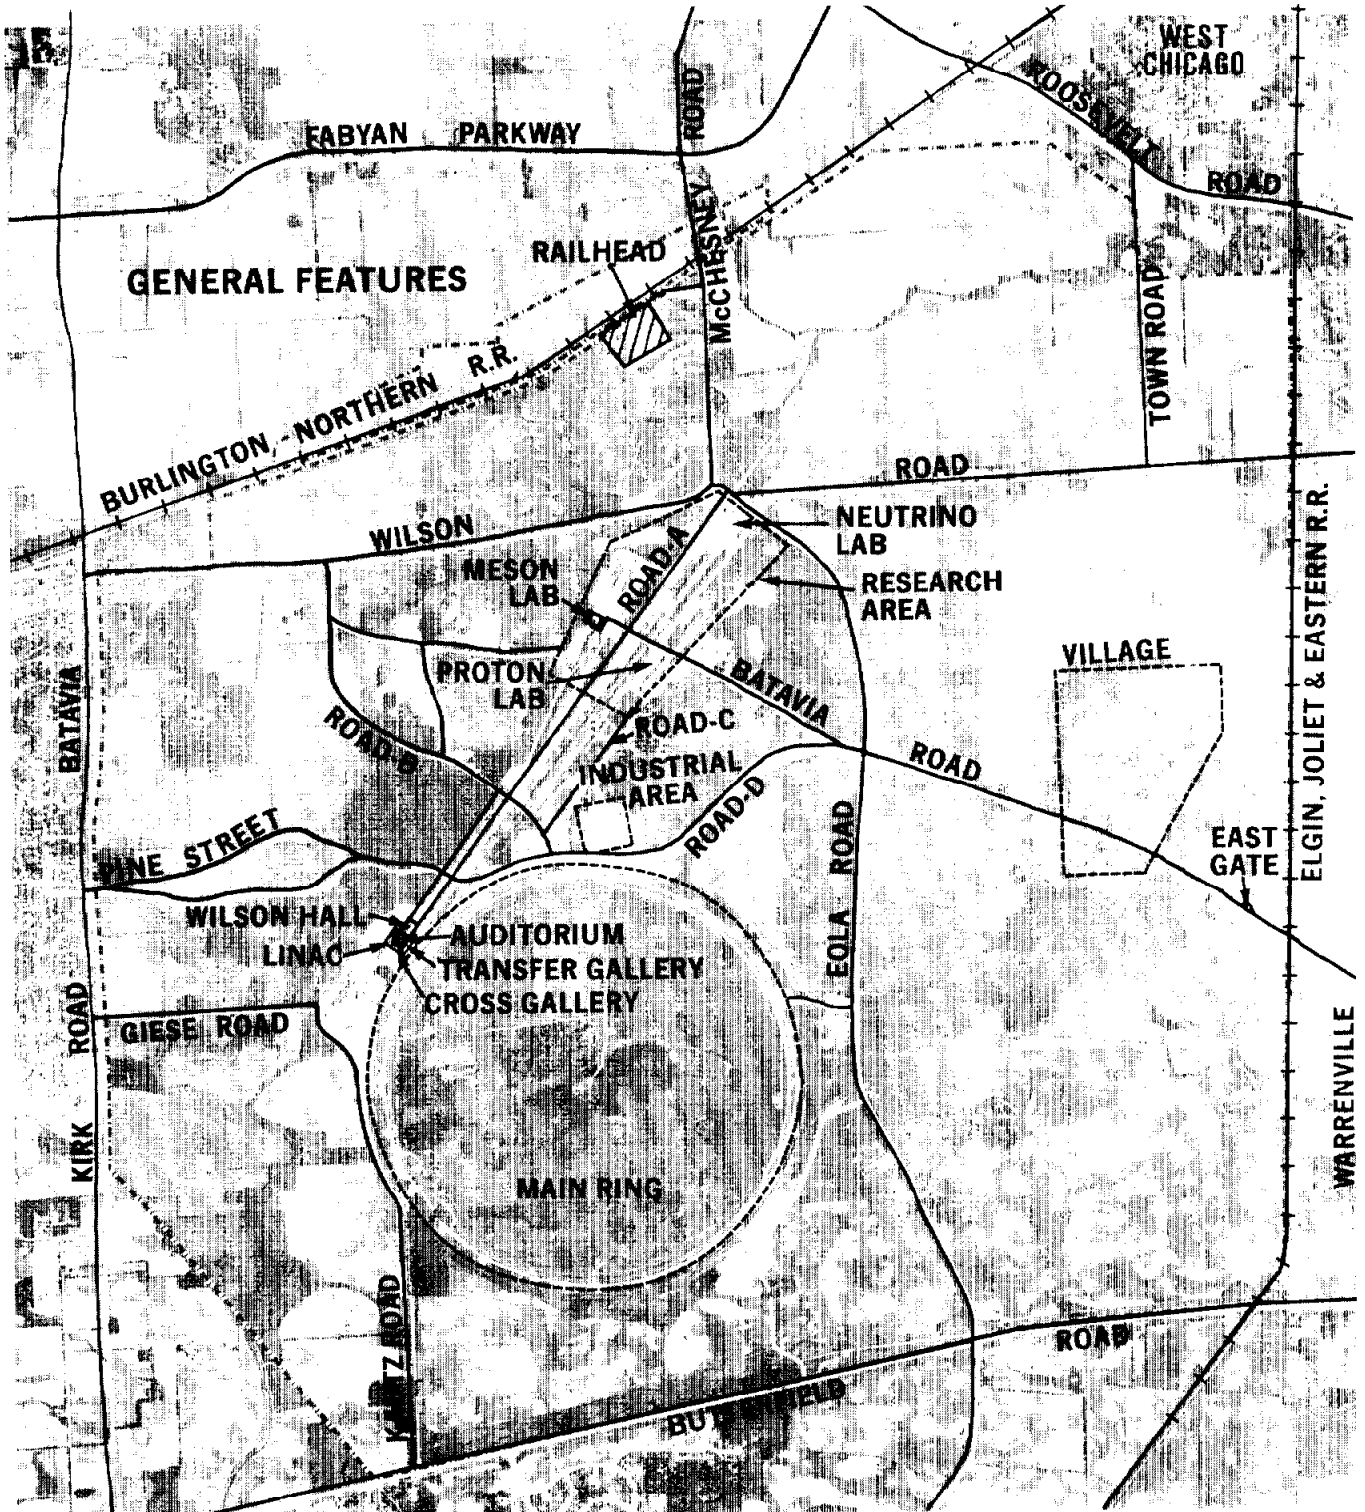 WEST
CHICAGO
ROOSEVELT
ROAD
FABYAN PARKWAY
McCHESNEY ROAD
RAILHEAD
GENERAL FEATURES
TOWN ROAD
BURLINGTON NORTHERN R.R.
WILSON
ROAD
NEUTRINO
LAB
ROAD-A
MESON
LAB
RESEARCH
AREA
ELGIN, JOLIET & EASTERN R.R.
VILLAGE
PROTON
LAB
BATAVIA
ROAD
ROAD-C
ROAD-B
INDUSTRIAL
AREA
ROAD-D
BATAVIA
PINE STREET
EAST
GATE
EOLA ROAD
WILSON HALL
LINAC
AUDITORIUM
TRANSFER GALLERY
CROSS GALLERY
GIESE ROAD
KIRK ROAD
WARRENVILLE
MAIN RING
ROAD
BUTTERFIELD